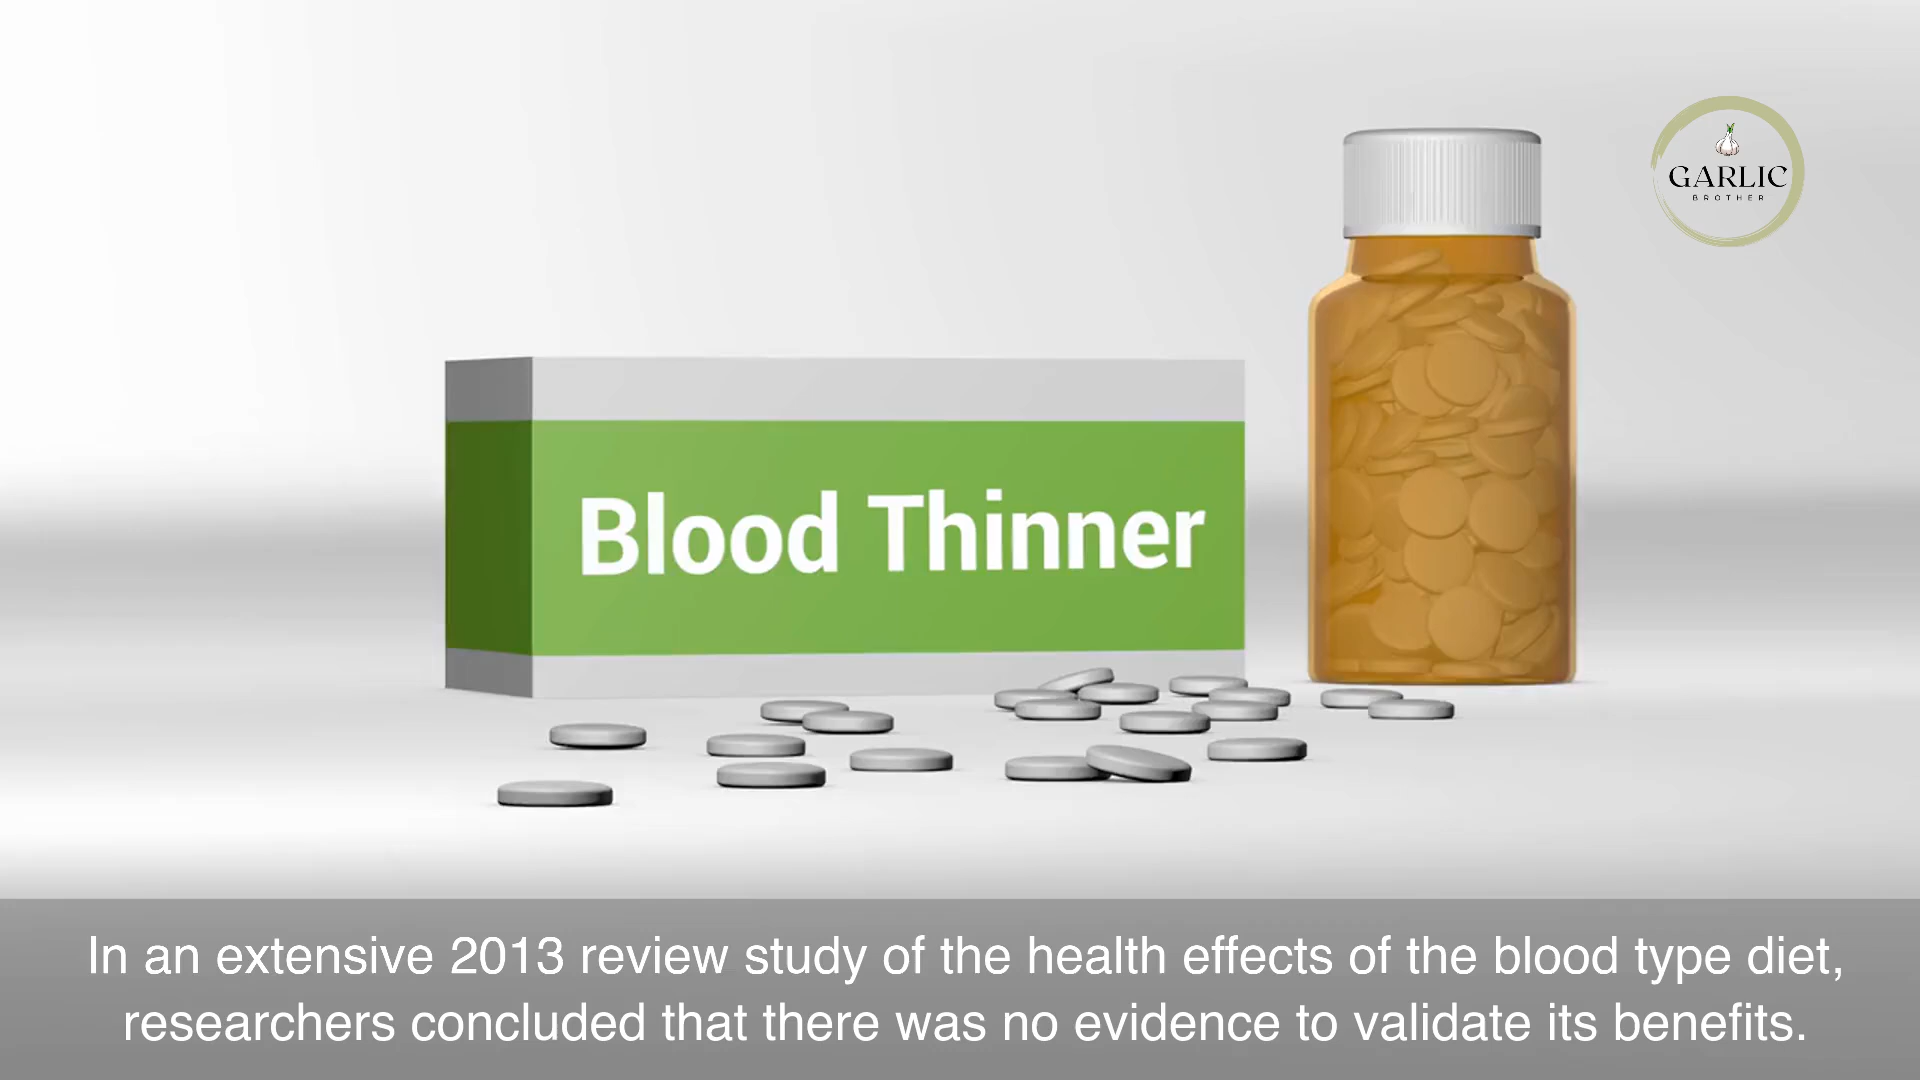 GARLIC
BROTHER
Blood Thinner
In an extensive 2013 review study of the health effects of the blood type diet,
researchers concluded that there was no evidence to validate its benefits.